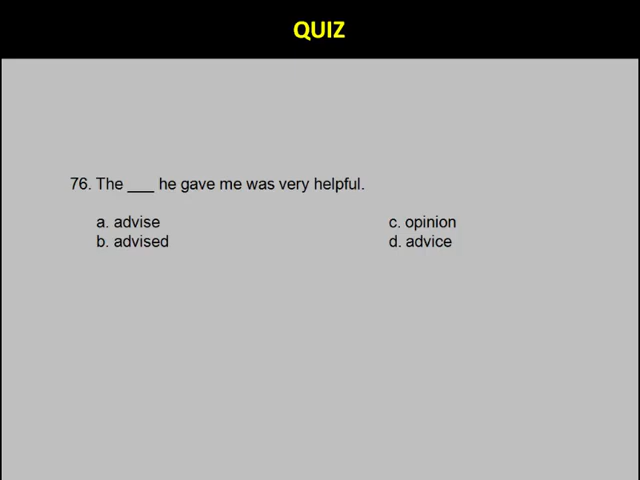 QUIZ
76. The ___ he gave me was very helpful.
a. advise
b. advised
c. opinion
d. advice